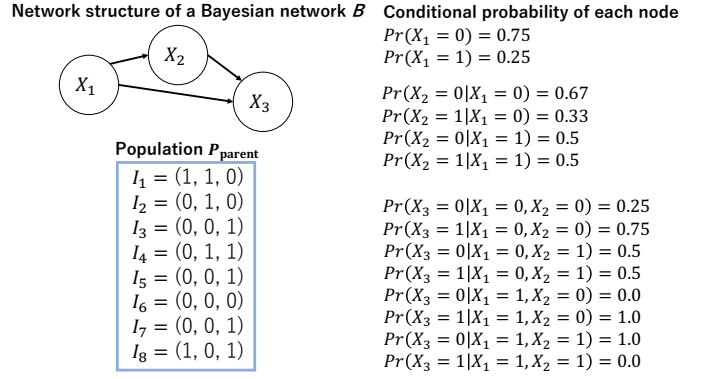 Network structure of a Bayesian network B
X₁
X₂
X₃
Population P_parent
I₁ = (1, 1, 0)
I₂ = (0, 1, 0)
I₃ = (0, 0, 1)
I₄ = (0, 1, 1)
I₅ = (0, 0, 1)
I₆ = (0, 0, 0)
I₇ = (0, 0, 1)
I₈ = (1, 0, 1)
Conditional probability of each node
Pr(X₁ = 0) = 0.75
Pr(X₁ = 1) = 0.25
Pr(X₂ = 0|X₁ = 0) = 0.67
Pr(X₂ = 1|X₁ = 0) = 0.33
Pr(X₂ = 0|X₁ = 1) = 0.5
Pr(X₂ = 1|X₁ = 1) = 0.5
Pr(X₃ = 0|X₁ = 0, X₂ = 0) = 0.25
Pr(X₃ = 1|X₁ = 0, X₂ = 0) = 0.75
Pr(X₃ = 0|X₁ = 0, X₂ = 1) = 0.5
Pr(X₃ = 1|X₁ = 0, X₂ = 1) = 0.5
Pr(X₃ = 0|X₁ = 1, X₂ = 0) = 0.0
Pr(X₃ = 1|X₁ = 1, X₂ = 0) = 1.0
Pr(X₃ = 0|X₁ = 1, X₂ = 1) = 1.0
Pr(X₃ = 1|X₁ = 1, X₂ = 1) = 0.0